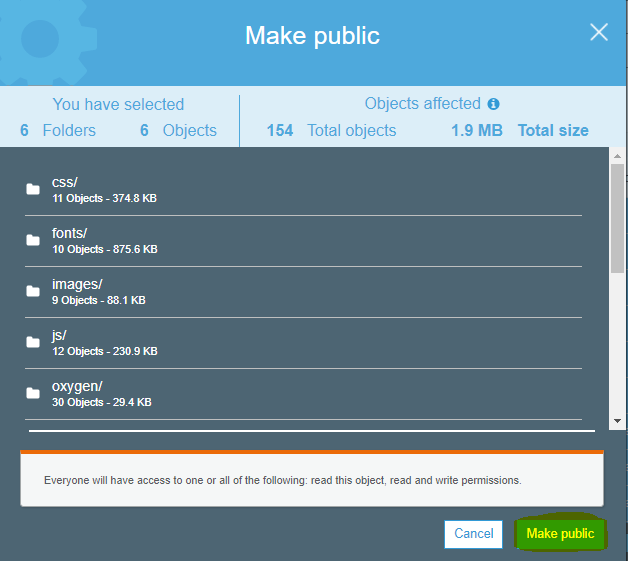 Make public
You have selected
6 Folders 6 Objects
Objects affected
154 Total objects 1.9 MB Total size
css/
11 Objects - 374.8 KB
fonts/
10 Objects - 875.6 KB
images/
9 Objects - 88.1 KB
js/
12 Objects - 230.9 KB
oxygen/
30 Objects - 29.4 KB
Everyone will have access to one or all of the following: read this object, read and write permissions.
Cancel Make public